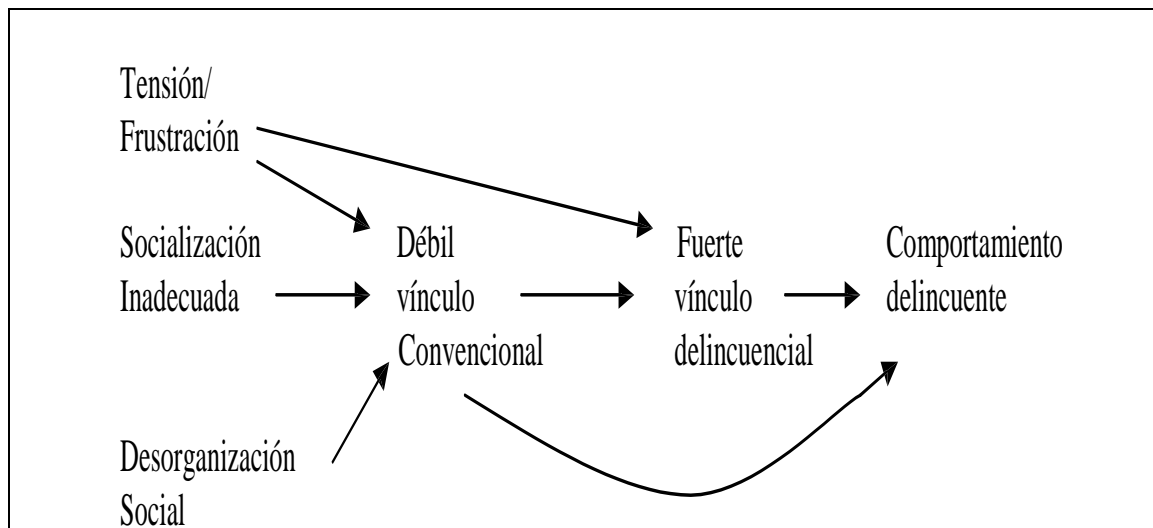 Tensión/
Frustración
Socialización
Inadecuada
Débil
vínculo
Convencional
Fuerte
vínculo
delincuencial
Comportamiento
delincuente
Desorganización
Social